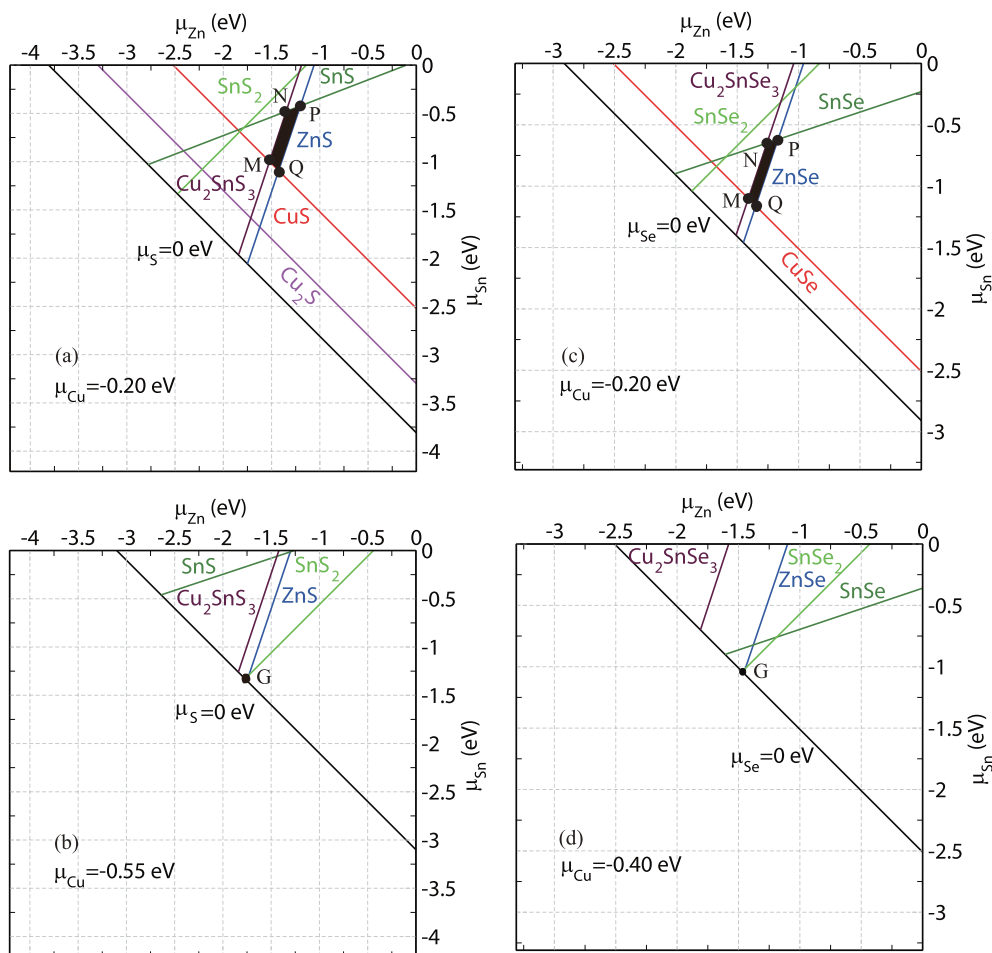 μZn (eV)
-4 -3.5 -3 -2.5 -2 -1.5 -1 -0.5 0
SnS2
SnS
N
P
ZnS
M
Q
Cu2SnS3
CuS
μS=0 eV
Cu2S
-0.5
-1
-1.5
-2
-2.5
-3
-3.5
-4
μSn (eV)
(a)
μCu=-0.20 eV
μZn (eV)
-3 -2.5 -2 -1.5 -1 -0.5 0
Cu2SnSe3
SnSe
SnSe2
N
P
ZnSe
M
Q
μSe=0 eV
CuSe
-0.5
-1
-1.5
-2
-2.5
-3
μSn (eV)
(c)
μCu=-0.20 eV
μZn (eV)
-4 -3.5 -3 -2.5 -2 -1.5 -1 -0.5 0
SnS
SnS2
Cu2SnS3
ZnS
G
μS=0 eV
-0.5
-1
-1.5
-2
-2.5
-3
-3.5
-4
μSn (eV)
(b)
μCu=-0.55 eV
μZn (eV)
-3 -2.5 -2 -1.5 -1 -0.5 0
Cu2SnSe3
SnSe2
ZnSe
SnSe
G
μSe=0 eV
-0.5
-1
-1.5
-2
-2.5
-3
μSn (eV)
(d)
μCu=-0.40 eV